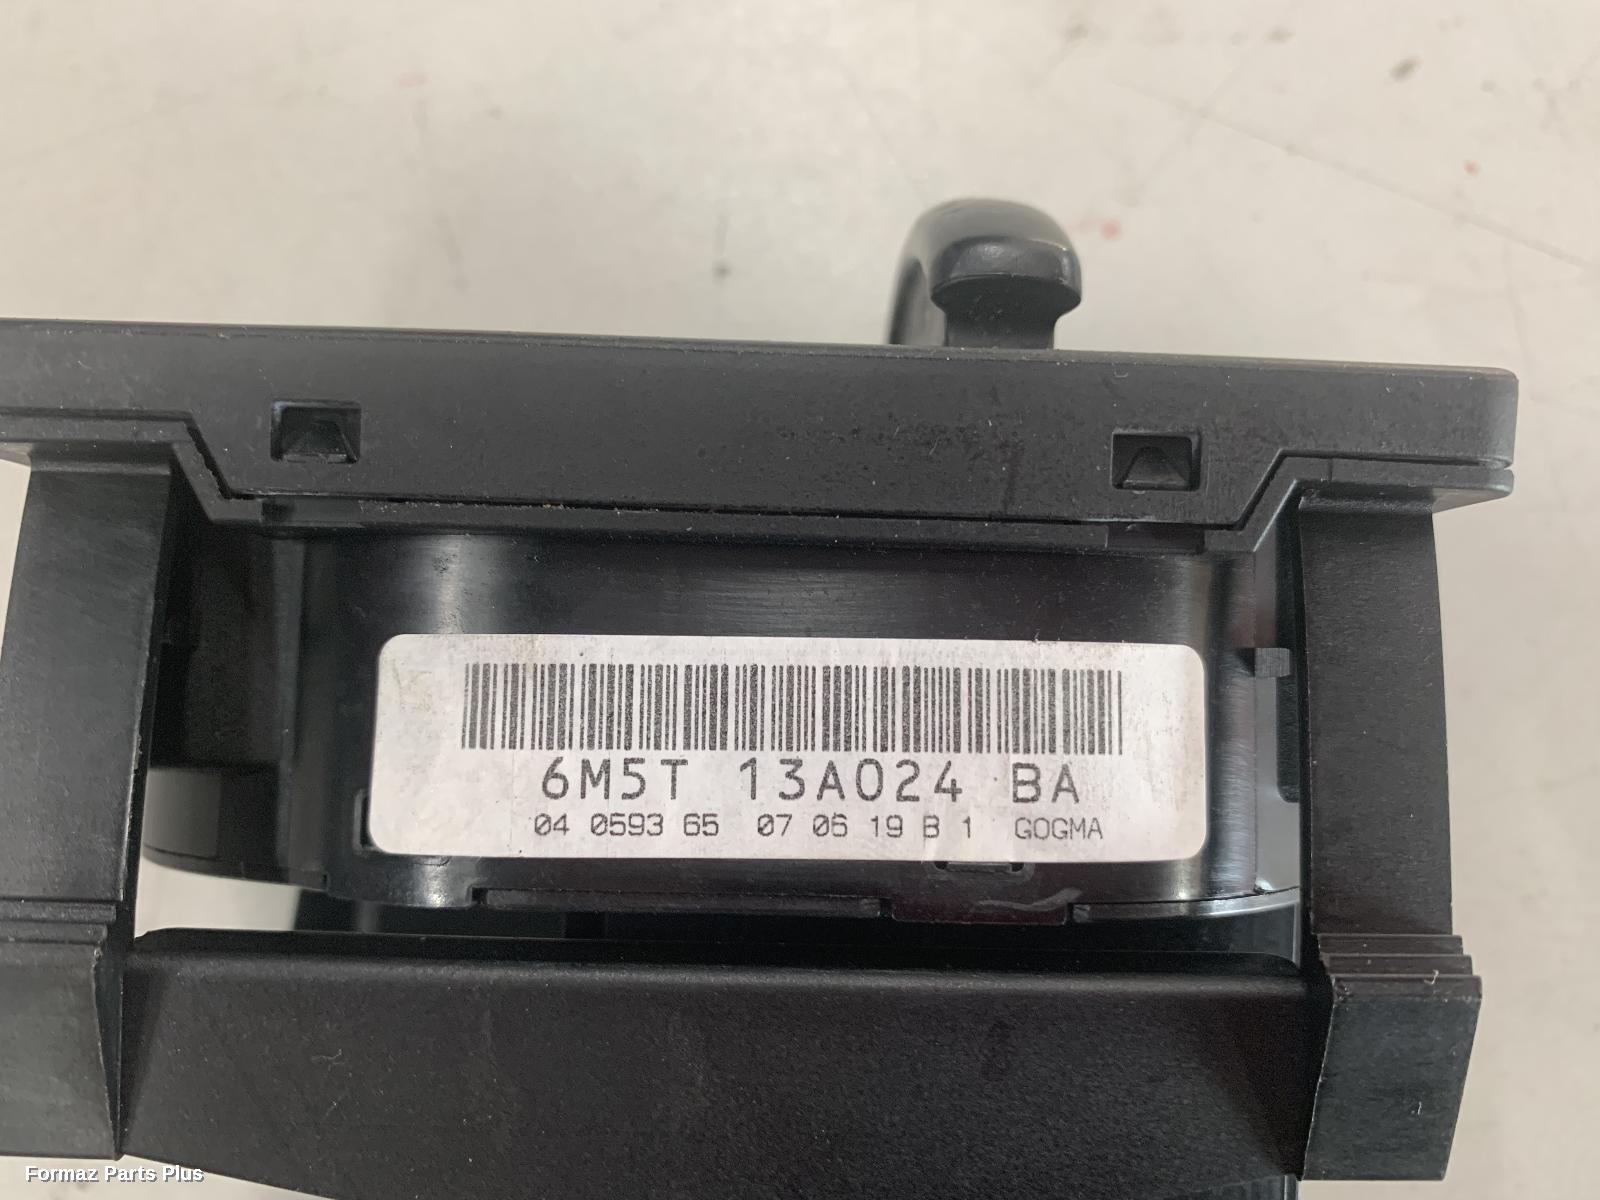 6M5T 13A024 BA
04 0593 65 07 06 19 B 1 GOGMA
Formaz Parts Plus